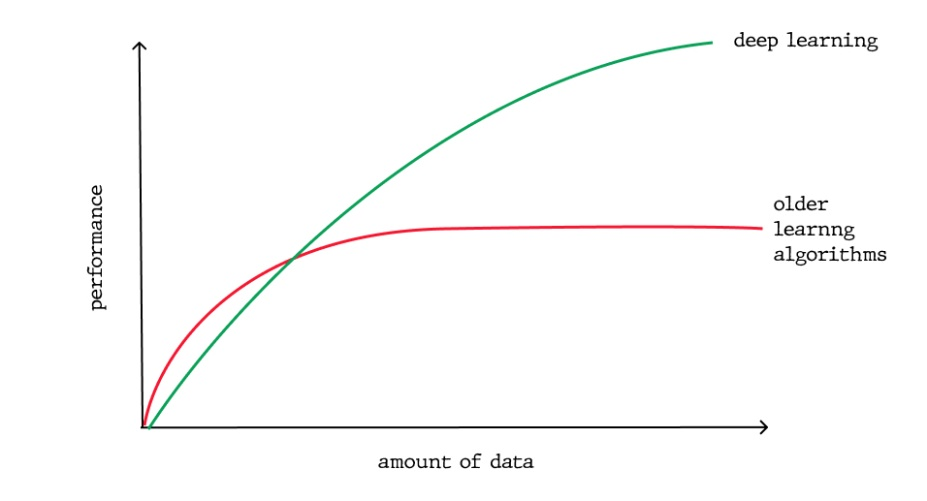 deep learning
performance
older
learnng
algorithms
amount of data